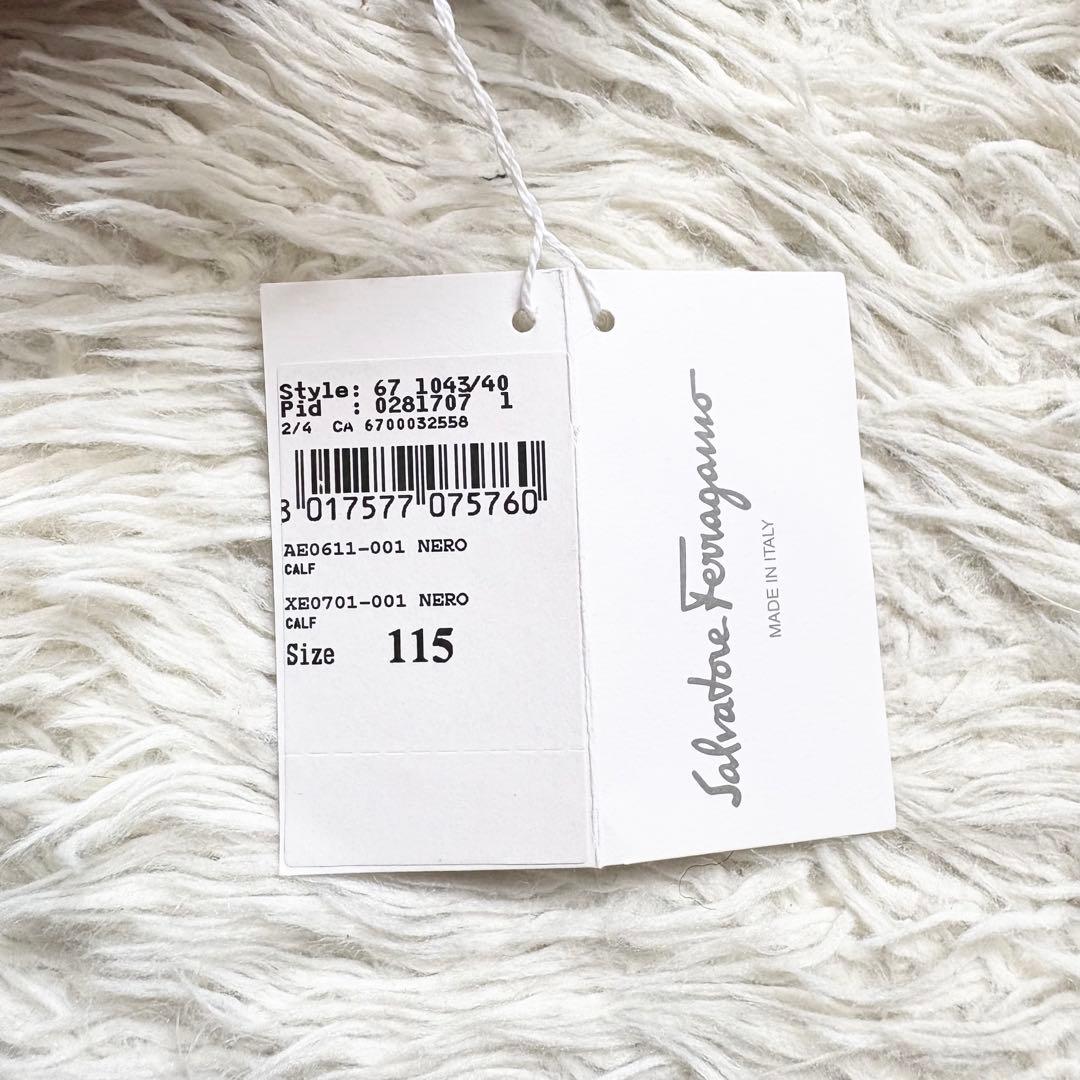 Style: 67 1043/40
Pid : 0281707 1
2/4 CA 6700032558
8 017577 075760
AE0611-001 NERO
CALF
XE0701-001 NERO
CALF
Size 115
Salvatore Ferragamo
MADE IN ITALY